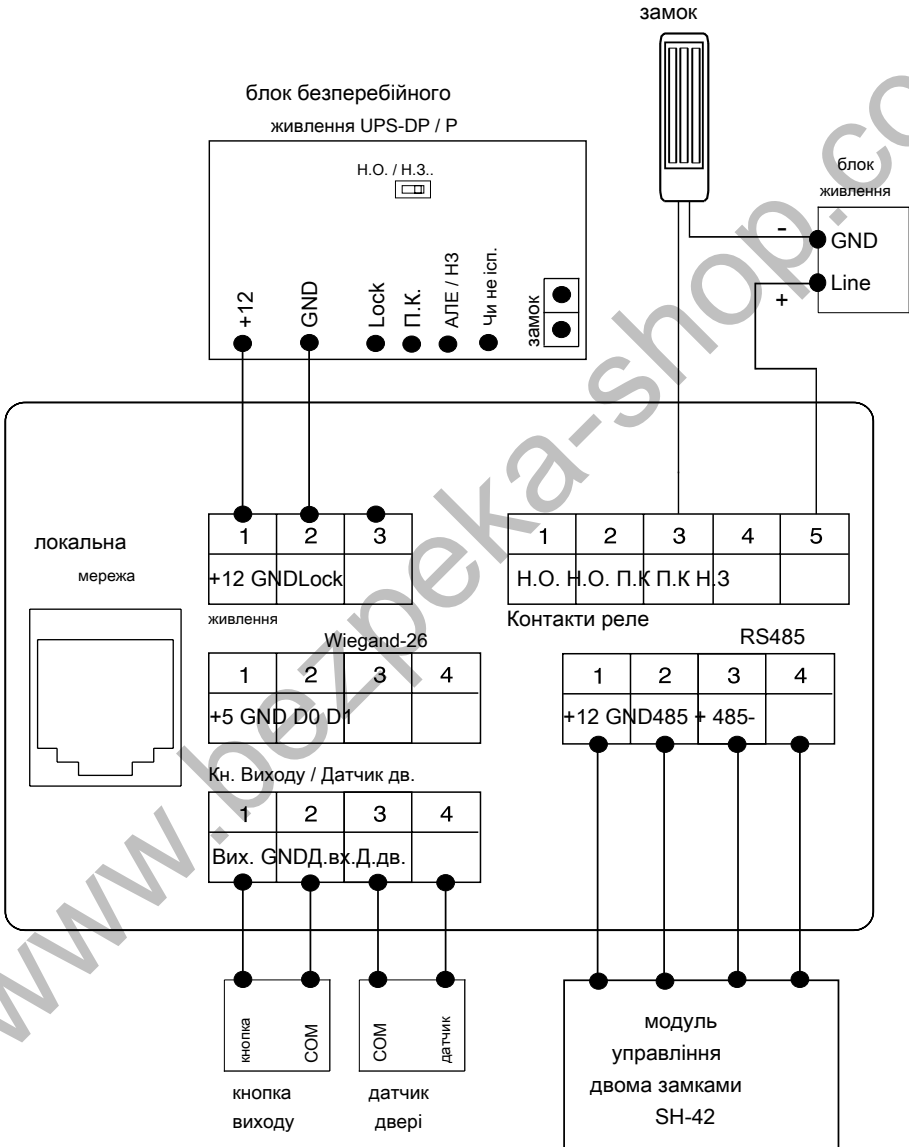 замок
блок безперебійного
живлення UPS-DP / P
Н.О. / Н.З..
блок
живлення
- GND
+ Line
+12
GND
Lock
П.К.
АЛЕ / НЗ
Чи не ісп.
замок
локальна
мережа
1 2 3
+12 GNDLock
живлення
1 2 3 4 5
Н.О. Н.О. П.К П.К Н.З
Контакти реле
Wiegand-26
1 2 3 4
+5 GND D0 D1
RS485
1 2 3 4
+12 GND485 + 485-
Кн. Виходу / Датчик дв.
1 2 3 4
Вих. GNDД.вх.Д.дв.
кнопка
COM
COM
датчик
кнопка
виходу
датчик
двері
модуль
управління
двома замками
SH-42
www.bezpeka-shop.co